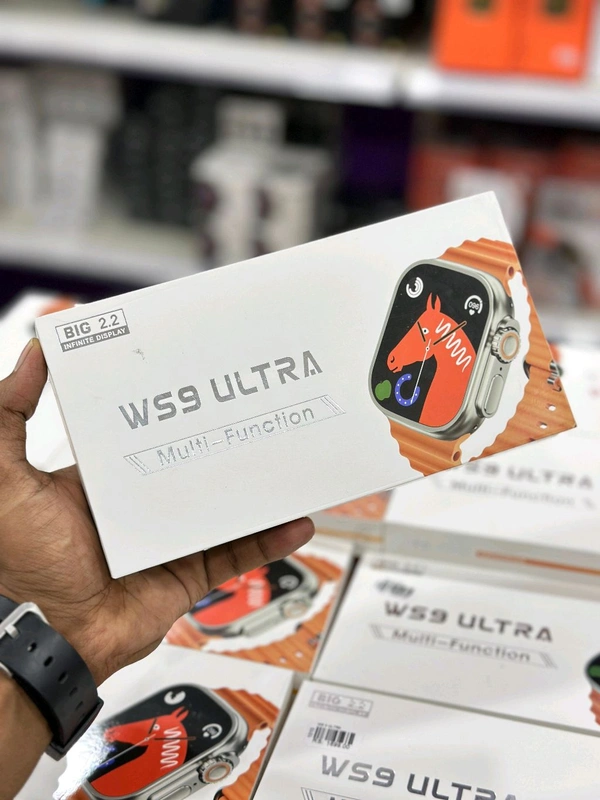 BIG 2.2
INFINITE DISPLAY
WS9 ULTRA
Multi-Function
WS9 ULTRA
Multi-Function
WS9 ULTRA
Multi-Function
BIG 2.2
WS9 ULTRA